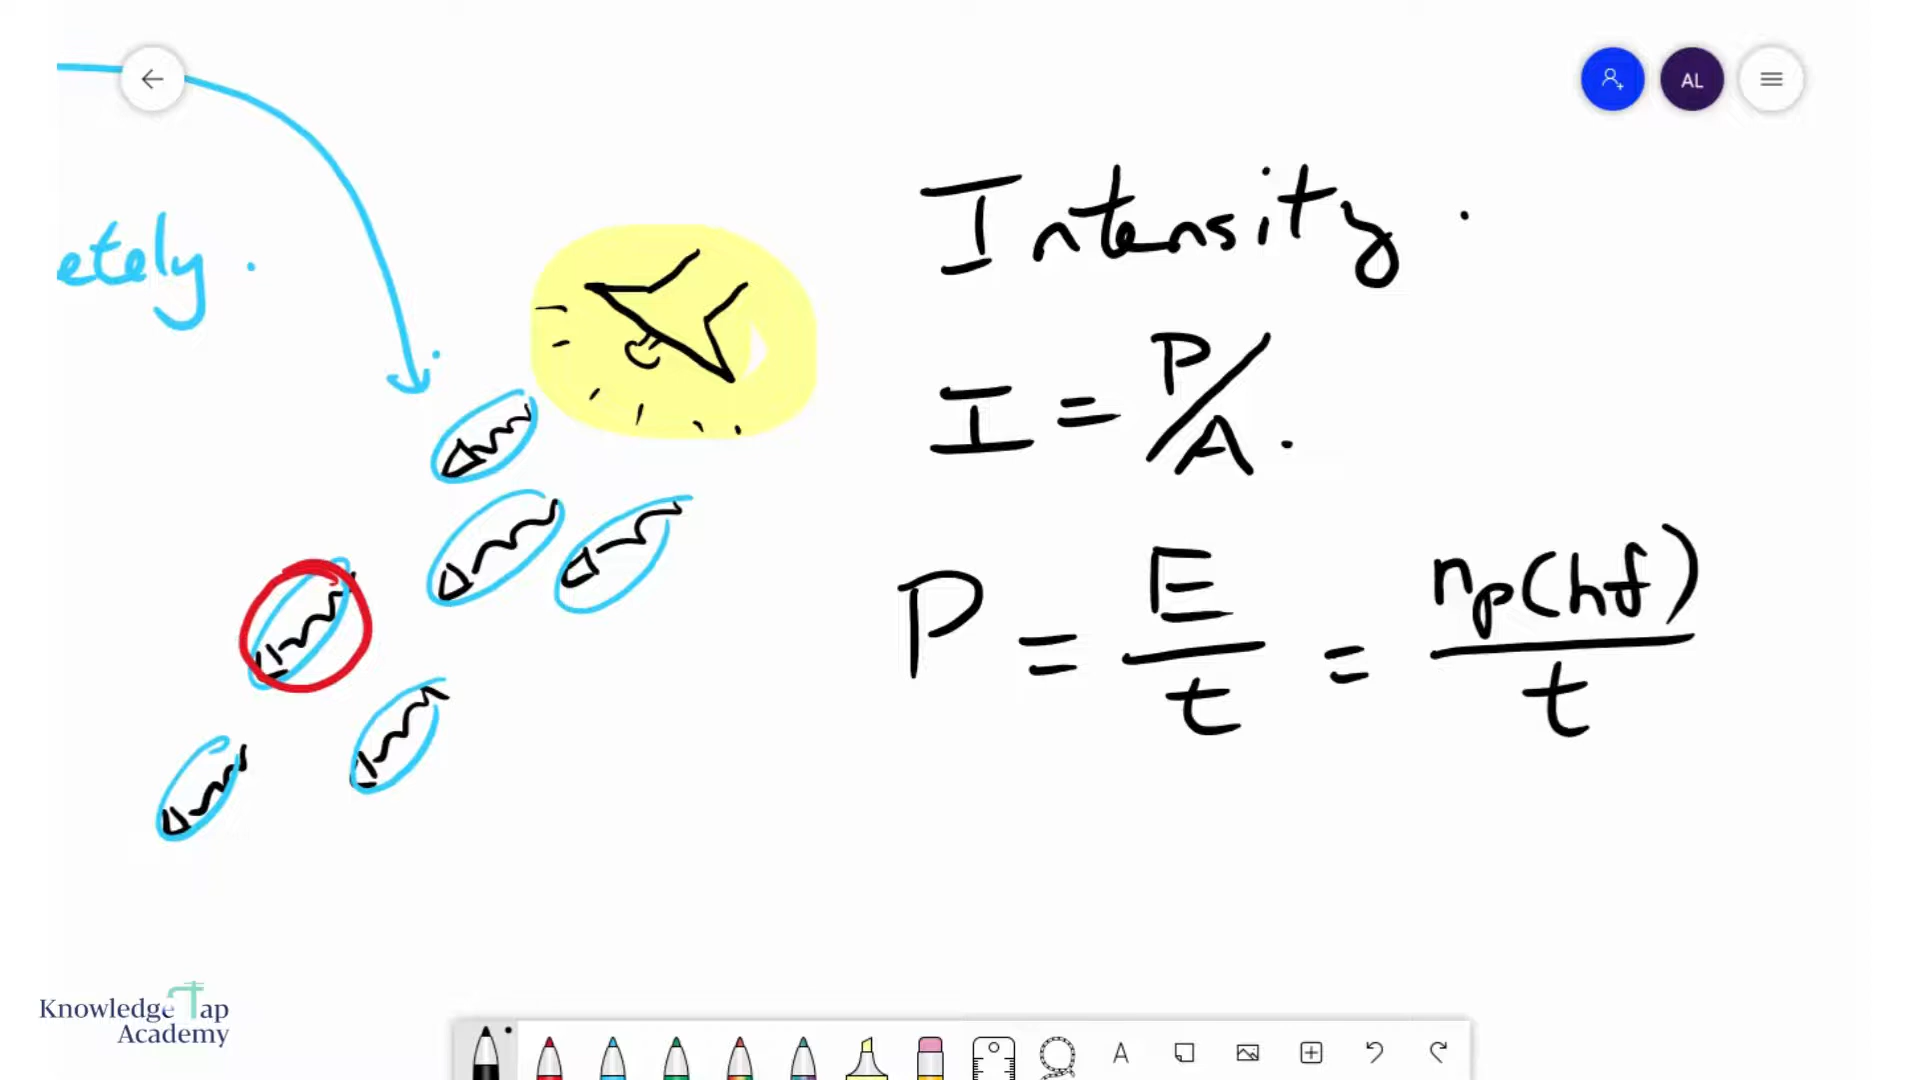 AL
Intensity.
etely.
I = P/A.
P = E/t = np(hf)/t
Knowledge Tap
Academy
A